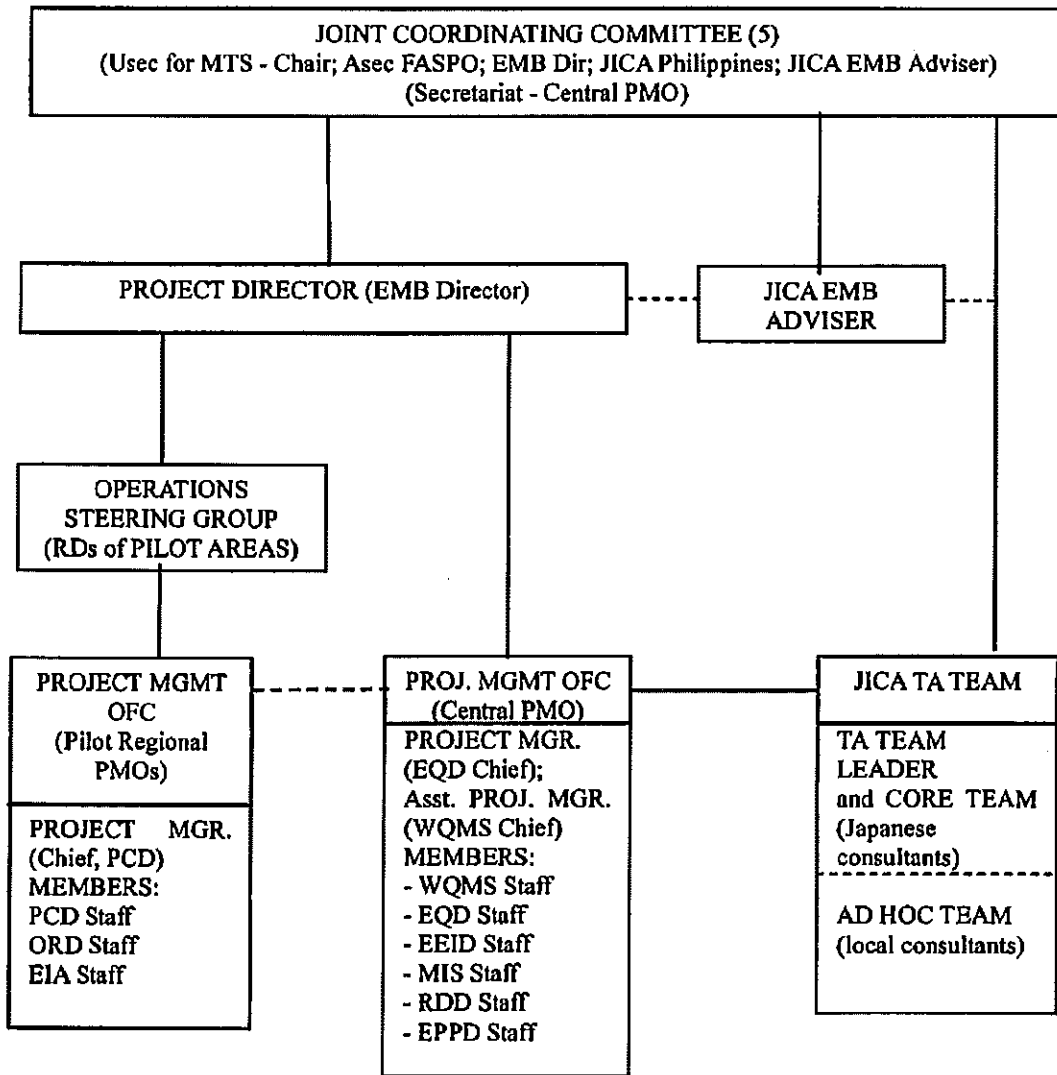 JOINT COORDINATING COMMITTEE (5)
(Usec for MTS - Chair; Asec FASPO; EMB Dir; JICA Philippines; JICA EMB Adviser)
(Secretariat - Central PMO)
PROJECT DIRECTOR (EMB Director)
JICA EMB
ADVISER
OPERATIONS
STEERING GROUP
(RDs of PILOT AREAS)
PROJECT MGMT
OFC
(Pilot Regional
PMOs)
PROJECT MGR.
(Chief, PCD)
MEMBERS:
PCD Staff
ORD Staff
EIA Staff
PROJ. MGMT OFC
(Central PMO)
PROJECT MGR.
(EQD Chief);
Asst. PROJ. MGR.
(WQMS Chief)
MEMBERS:
- WQMS Staff
- EQD Staff
- EEID Staff
- MIS Staff
- RDD Staff
- EPPD Staff
JICA TA TEAM
TA TEAM
LEADER
and CORE TEAM
(Japanese
consultants)
AD HOC TEAM
(local consultants)